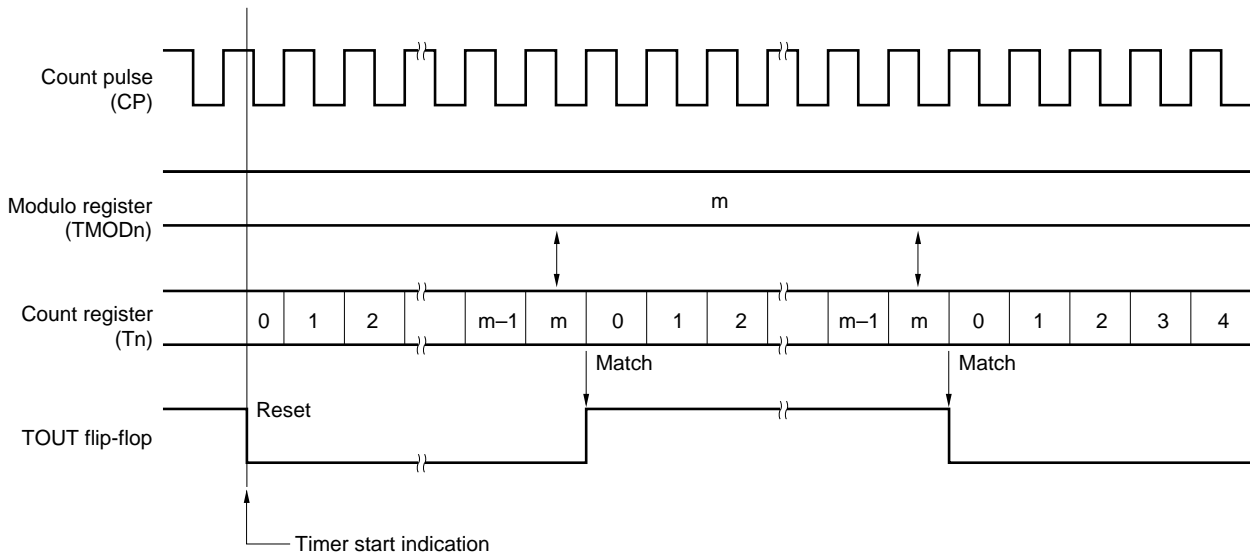 Count pulse
(CP)
Modulo register
(TMODn)
m
Count register
(Tn)
0 1 2 m–1 m 0 1 2 m–1 m 0 1 2 3 4
Match Match
Reset
TOUT flip-flop
Timer start indication